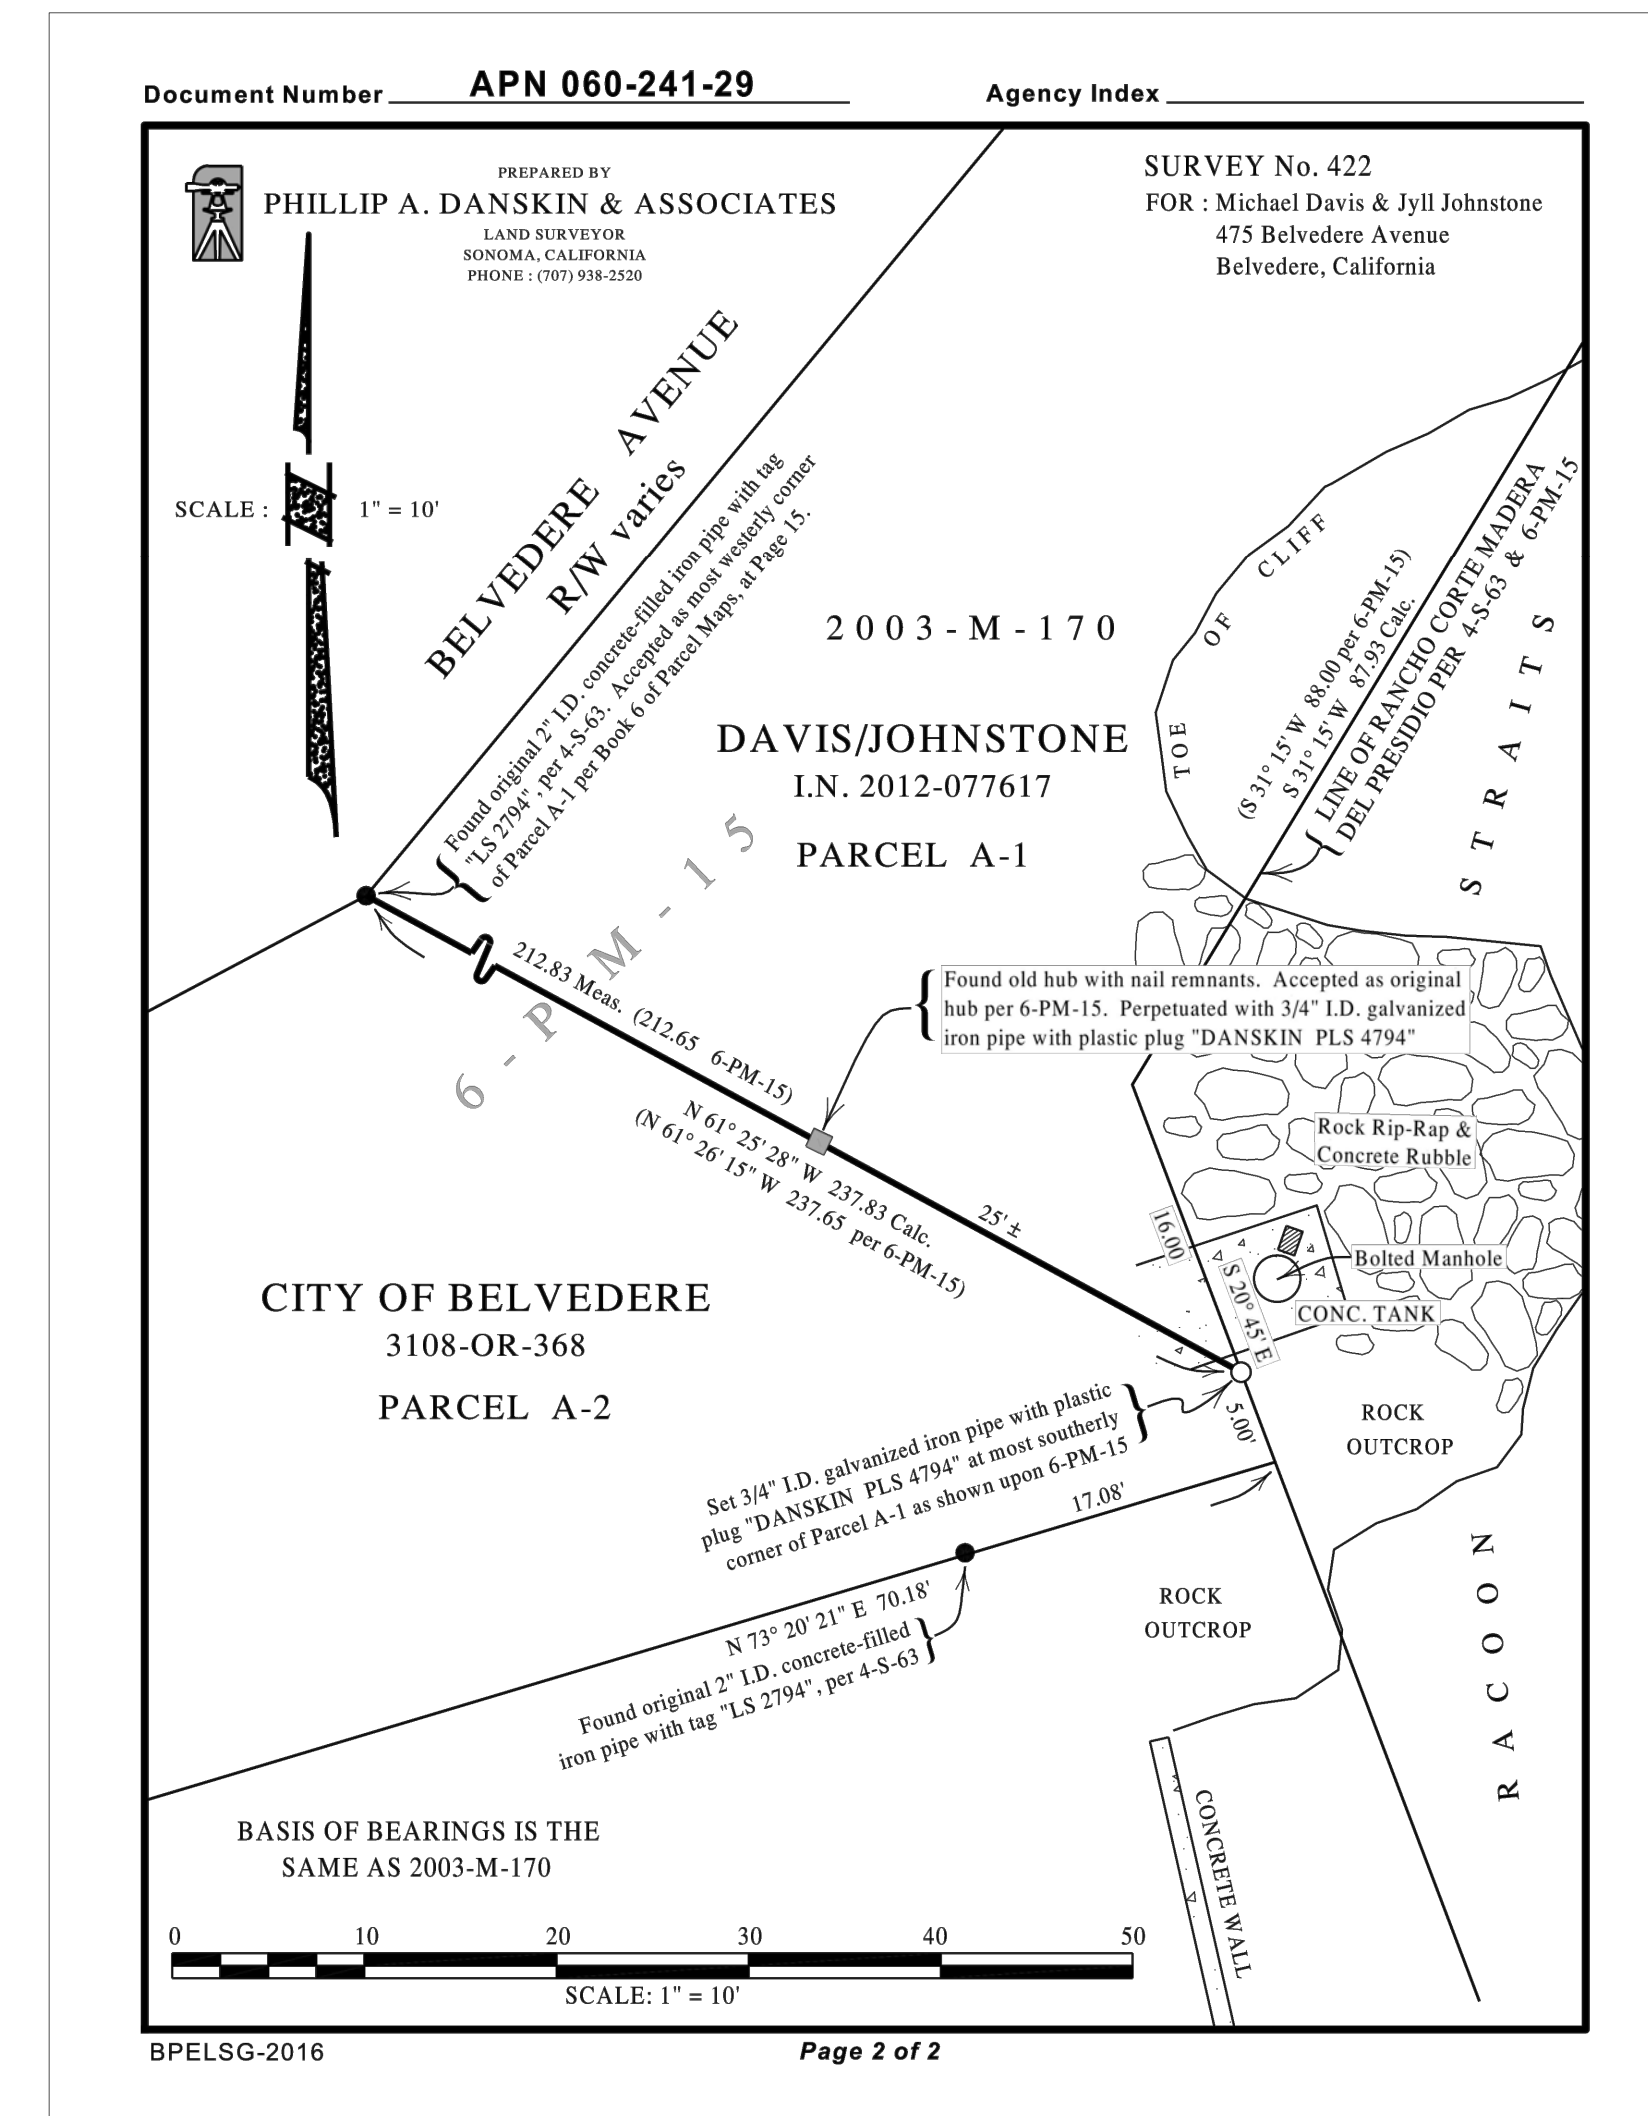 Document Number APN 060-241-29
Agency Index
PREPARED BY
PHILLIP A. DANSKIN & ASSOCIATES
LAND SURVEYOR
SONOMA, CALIFORNIA
PHONE : (707) 938-2520
SURVEY No. 422
FOR : Michael Davis & Jyll Johnstone
475 Belvedere Avenue
Belvedere, California
SCALE : 1" = 10'
BELVEDERE AVENUE
R/W varies
Found original 2" I.D. concrete-filled iron pipe with tag
"LS 2794", per 4-S-63. Accepted as most westerly corner
of Parcel A-1 per Book 6 of Parcel Maps, at Page 15.
2003-M-170
DAVIS/JOHNSTONE
I.N. 2012-077617
PARCEL A-1
6-PM-15
TOE OF CLIFF
(S 31° 15' W 88.00 per 6-PM-15)
S 31° 15' W 87.93 Calc.
LINE OF RANCHO CORTE MADERA
DEL PRESIDIO PER 4-S-63 & 6-PM-15
RACOON STRAITS
212.83 Meas. (212.65 6-PM-15)
N 61° 25' 28" W 237.83 Calc.
(N 61° 26' 15" W 237.65 per 6-PM-15)
Found old hub with nail remnants. Accepted as original
hub per 6-PM-15. Perpetuated with 3/4" I.D. galvanized
iron pipe with plastic plug "DANSKIN PLS 4794"
25'±
Rock Rip-Rap &
Concrete Rubble
16.00
S 20° 45' E
Bolted Manhole
CONC. TANK
CITY OF BELVEDERE
3108-OR-368
PARCEL A-2
Set 3/4" I.D. galvanized iron pipe with plastic
plug "DANSKIN PLS 4794" at most southerly
corner of Parcel A-1 as shown upon 6-PM-15
5.00'
17.08'
ROCK
OUTCROP
N 73° 20' 21" E 70.18'
Found original 2" I.D. concrete-filled
iron pipe with tag "LS 2794", per 4-S-63
ROCK
OUTCROP
CONCRETE WALL
BASIS OF BEARINGS IS THE
SAME AS 2003-M-170
0 10 20 30 40 50
SCALE: 1" = 10'
BPELSG-2016
Page 2 of 2